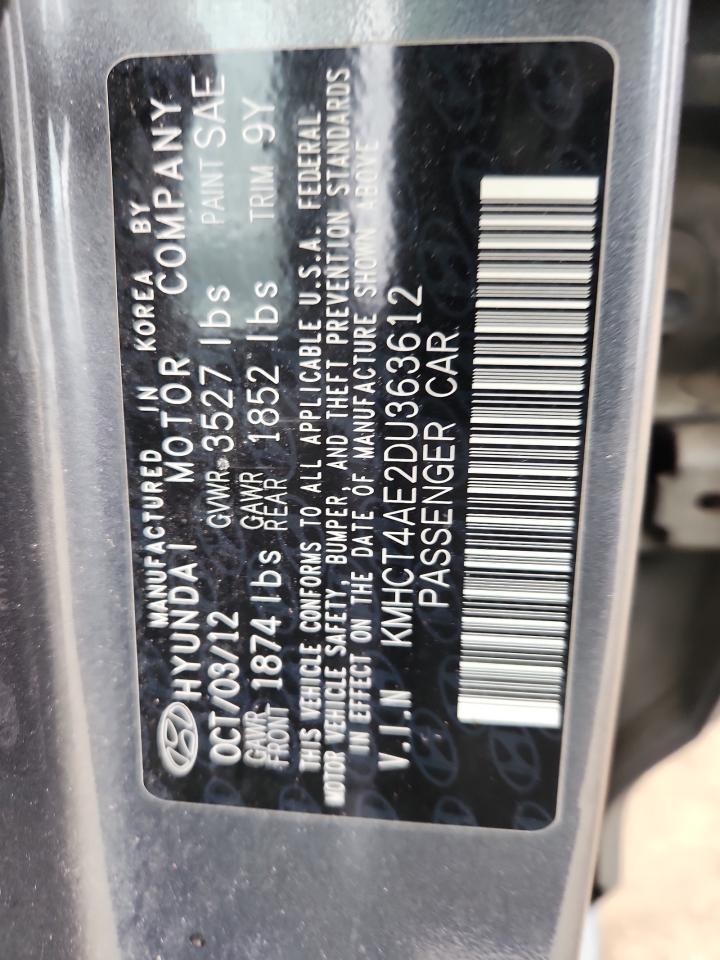 MANUFACTURED IN KOREA BY
HYUNDAI MOTOR COMPANY
OCT/03/12 GVWR:3527 lbs PAINT SAE
GAWR FRONT 1874 lbs GAWR REAR 1852 lbs TRIM 9Y
THIS VEHICLE CONFORMS TO ALL APPLICABLE U.S.A. FEDERAL
MOTOR VEHICLE SAFETY, BUMPER, AND THEFT PREVENTION STANDARDS
IN EFFECT ON THE DATE OF MANUFACTURE SHOWN ABOVE
V.I.N KMHCT4AE2DU363612
PASSENGER CAR